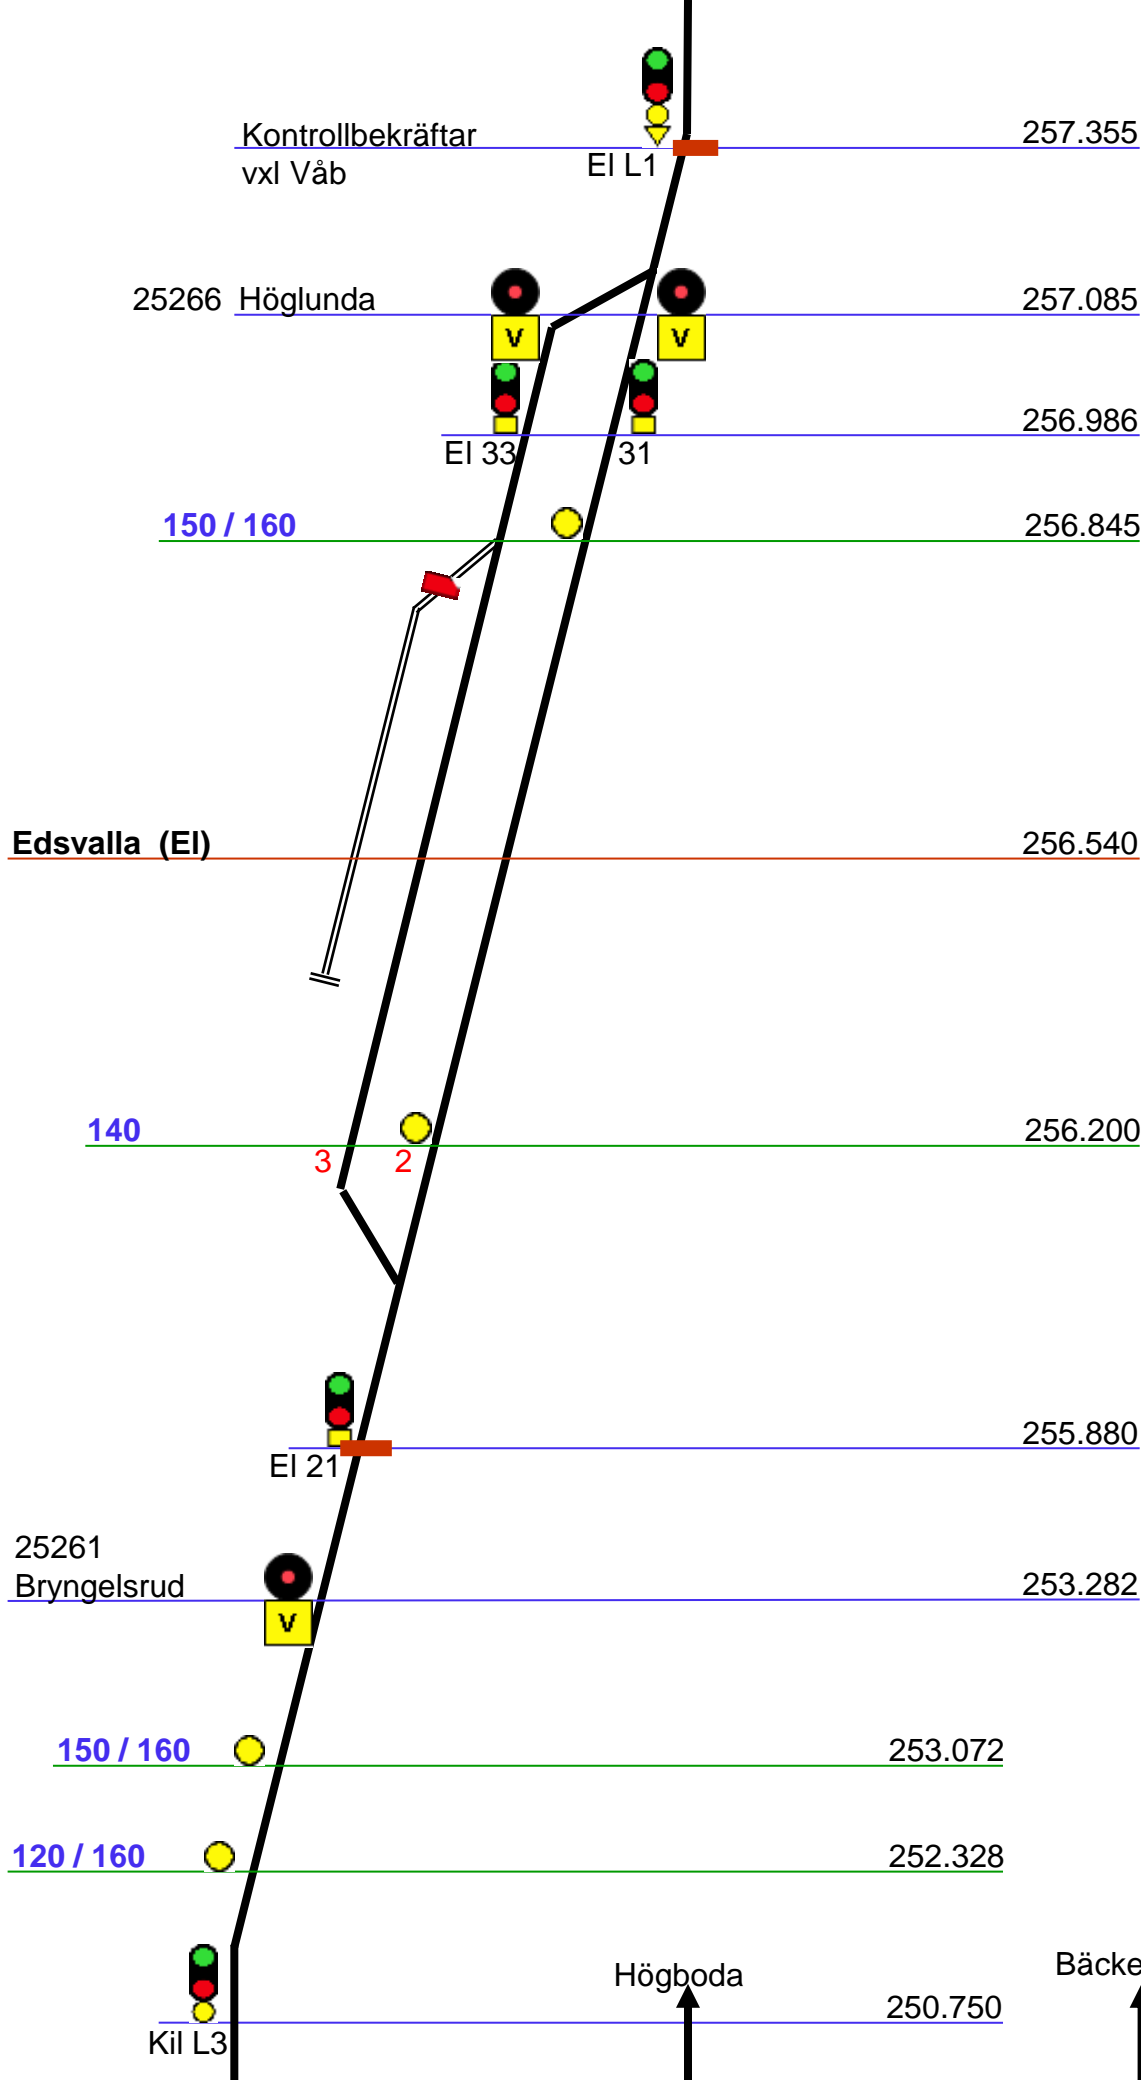 Kontrollbekräftar
257.355
vxl Våb
El L1
25266 Höglunda
257.085
V
V
256.986
El 33
31
150 / 160
256.845
Edsvalla (El)
256.540
140
256.200
3
2
255.880
El 21
25261
Bryngelsrud
253.282
V
150 / 160
253.072
120 / 160
252.328
Högboda
Bäcke
250.750
Kil L3